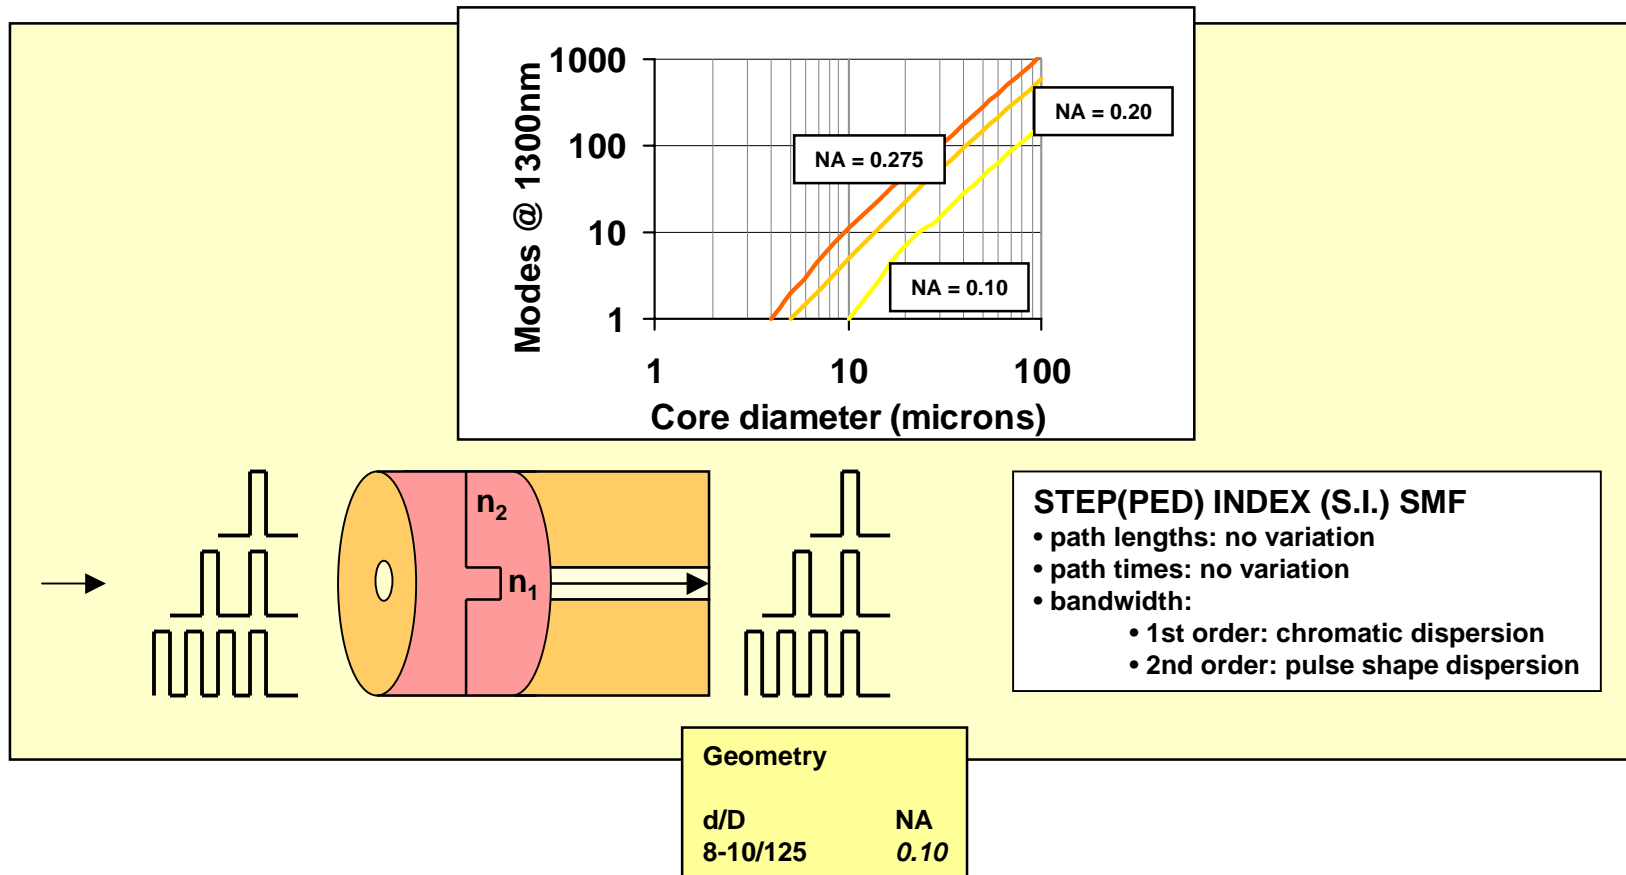 1000
100
10
1
Modes @ 1300nm
NA = 0.275
NA = 0.20
NA = 0.10
1 10 100
Core diameter (microns)
n2
n1
STEP(PED) INDEX (S.I.) SMF
• path lengths: no variation
• path times: no variation
• bandwidth:
• 1st order: chromatic dispersion
• 2nd order: pulse shape dispersion
Geometry
d/D NA
8-10/125 0.10